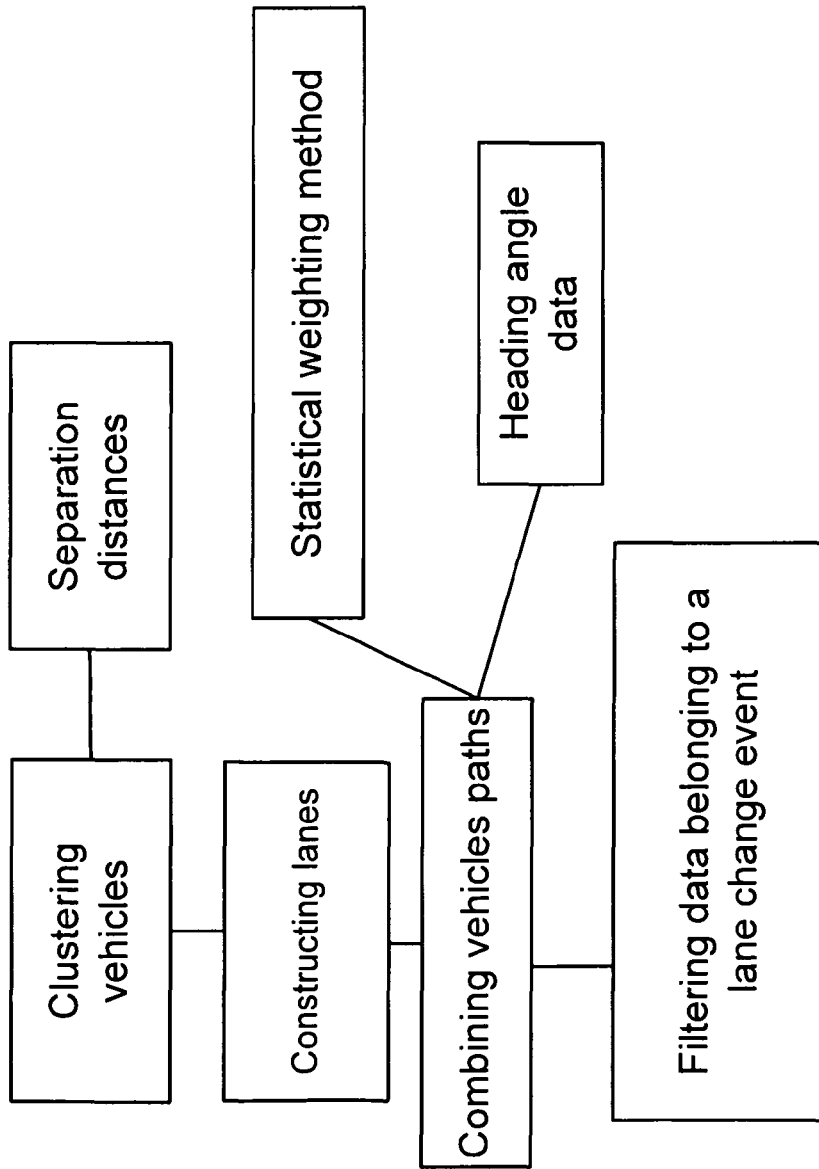 Clustering
vehicles
Separation
distances
Constructing lanes
Combining vehicles paths
Statistical weighting method
Heading angle
data
Filtering data belonging to a
lane change event